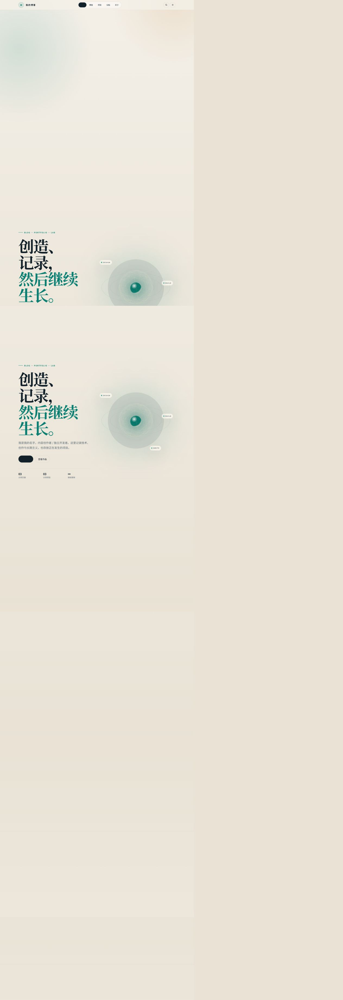 M
我的博客
博客
项目
归档
关于
BLOG • PORTFOLIO • LAB
创造、
记录，
然后继续
生长。
DESIGN
BUILD
BLOG • PORTFOLIO • LAB
创造、
记录，
然后继续
生长。
DESIGN
BUILD
WRITE
我是我的名字，内容创作者 / 独立开发者。这里记录技术、
创作与长期主义，也存放正在发生的项目。
查看作品
03
03
∞
示例文章
示例项目
持续更新